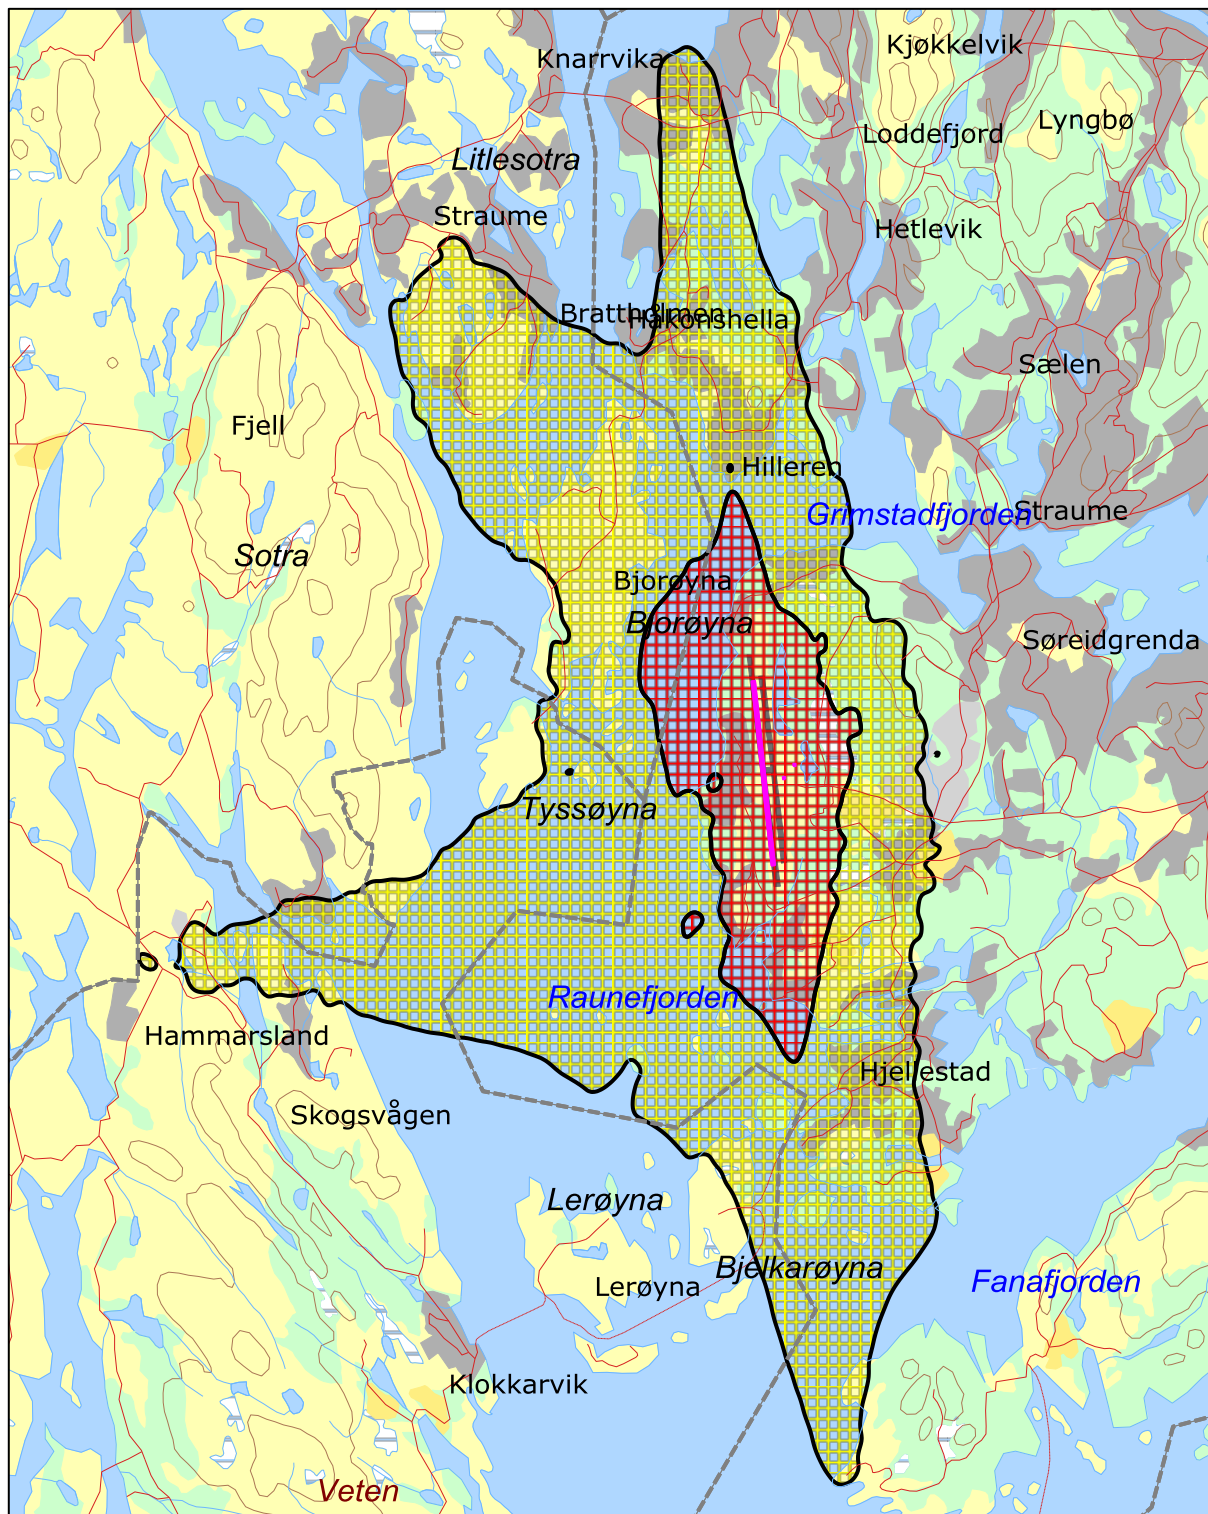 Kjøkkelvik
Knarrvika
Lyngbø
Loddefjord
Litlesotra
Straume
Hetlevik
Brattholmen
Håkonshella
Sælen
Fjell
Hilleren
Grimstadfjorden
Straume
Sotra
Bjorøyna
Bjorøyna
Søreidgrenda
Tyssøyna
Raunefjorden
Hammarsland
Hjellestad
Skogsvågen
Lerøyna
Bjelkarøyna
Fanafjorden
Lerøyna
Klokkarvik
Veten